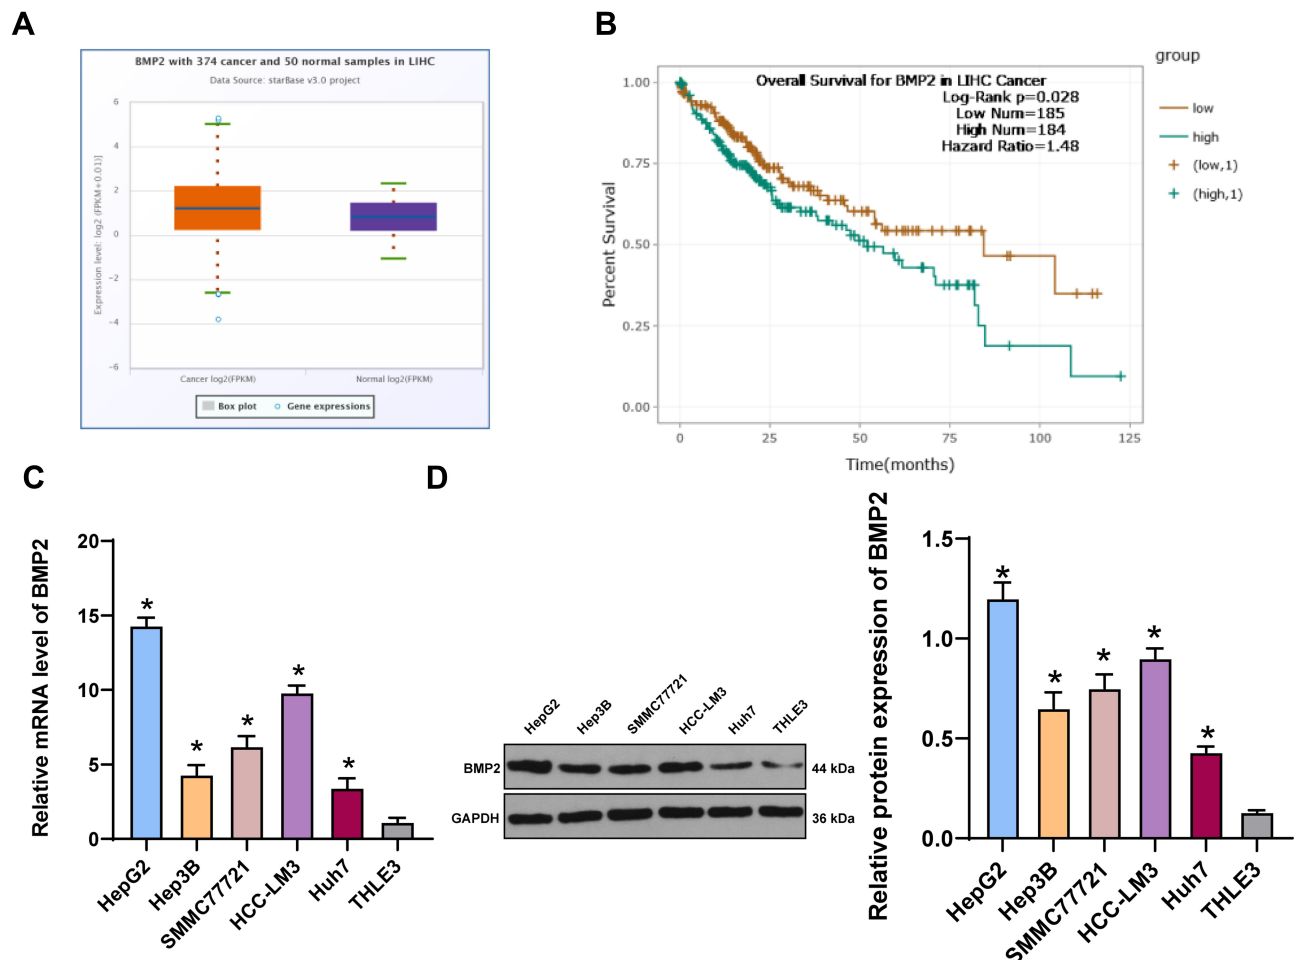 A
BMP2 with 374 cancer and 50 normal samples in LIHC
Data Source: starBase v3.0 project
Expression level: log2 (FPKM+0.01)]
6
4
2
0
-2
-4
-6
Cancer log2(FPKM)
Normal log2(FPKM)
Box plot
Gene expressions
B
Overall Survival for BMP2 in LIHC Cancer
Log-Rank p=0.028
Low Num=185
High Num=184
Hazard Ratio=1.48
Percent Survival
1.00
0.75
0.50
0.25
0.00
0
25
50
75
100
125
Time(months)
group
low
high
(low,1)
(high,1)
C
Relative mRNA level of BMP2
20
15
10
5
0
*
*
*
*
*
HepG2
Hep3B
SMMC77721
HCC-LM3
Huh7
THLE3
D
HepG2
Hep3B
SMMC77721
HCC-LM3
Huh7
THLE3
BMP2
44 kDa
GAPDH
36 kDa
Relative protein expression of BMP2
1.5
1.0
0.5
0.0
*
*
*
*
*
HepG2
Hep3B
SMMC77721
HCC-LM3
Huh7
THLE3